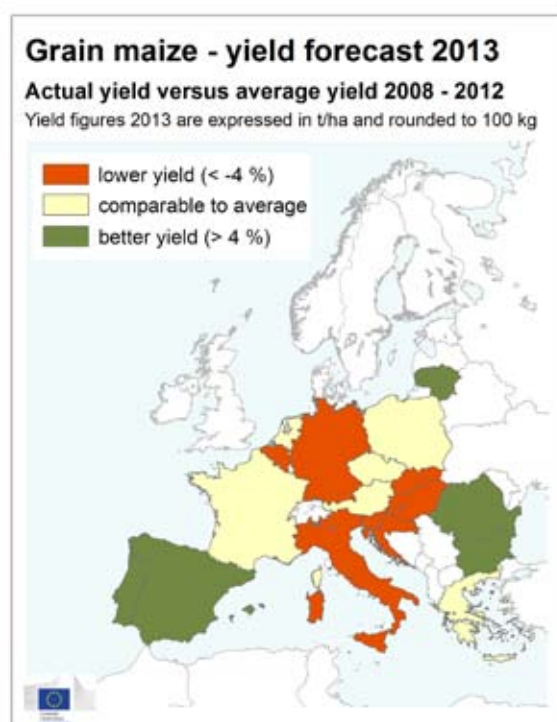 Grain maize - yield forecast 2013
Actual yield versus average yield 2008 - 2012
Yield figures 2013 are expressed in t/ha and rounded to 100 kg
lower yield (< -4 %)
comparable to average
better yield (> 4 %)